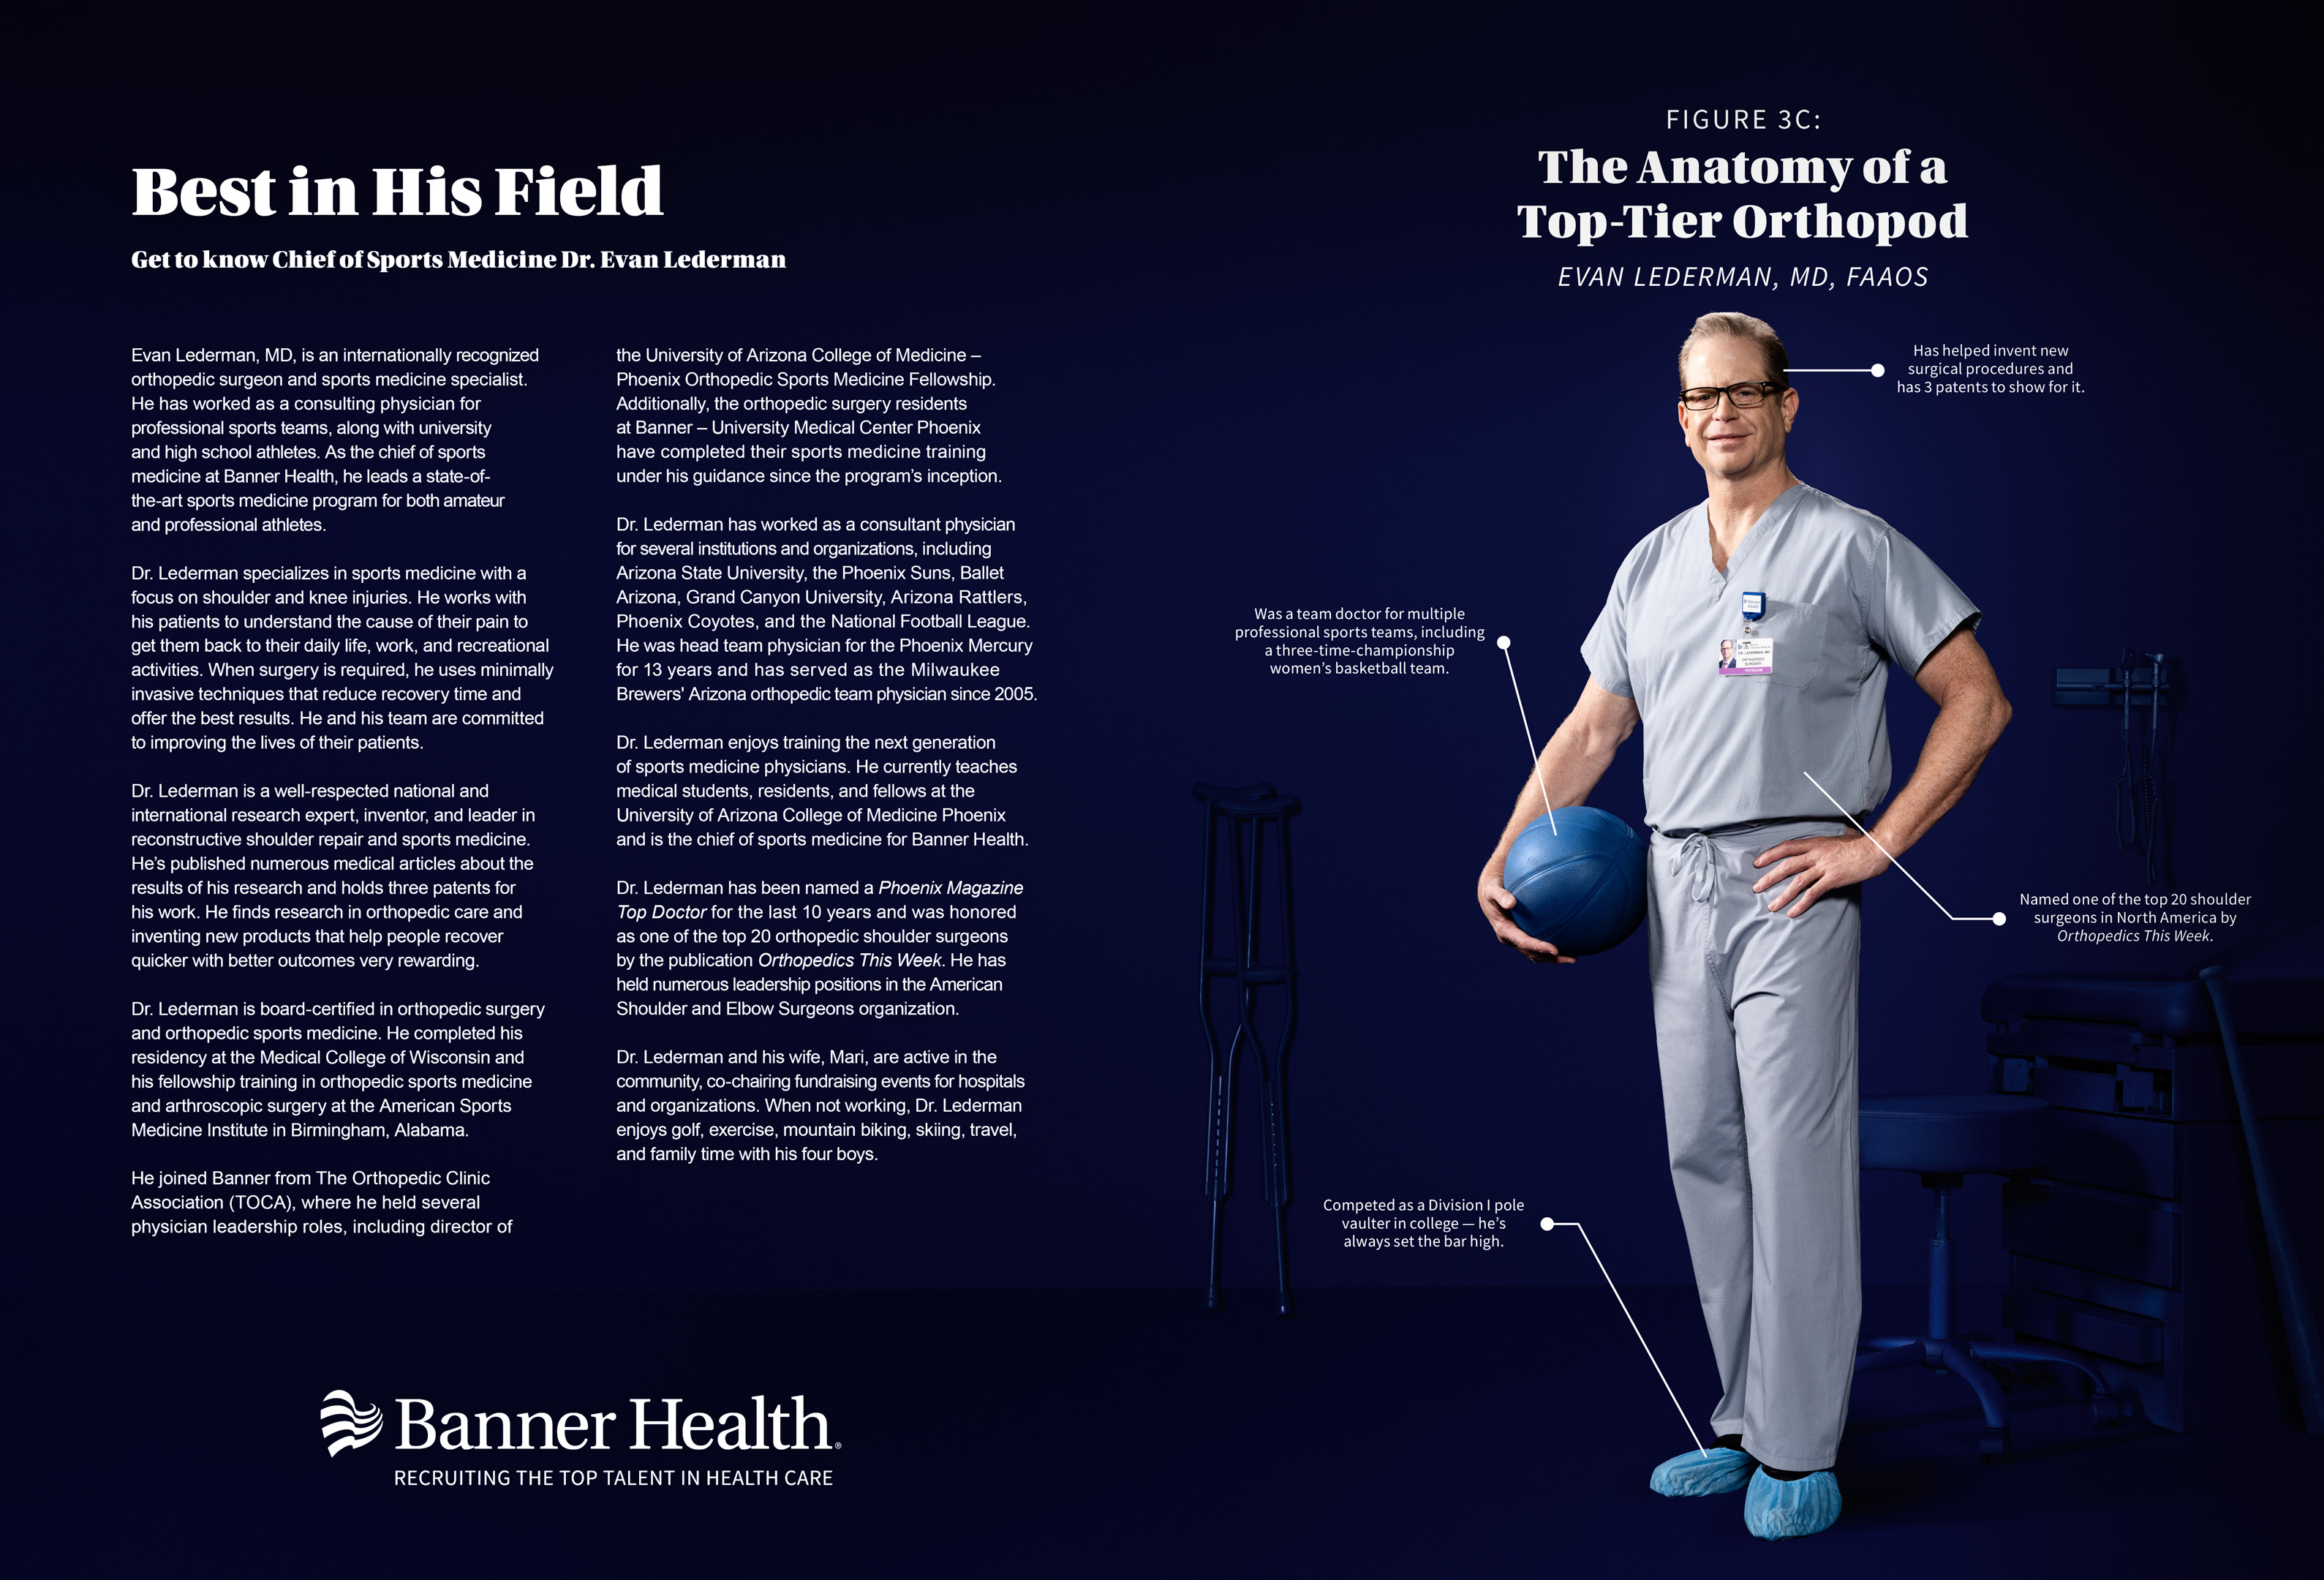 Best in His Field
Get to know Chief of Sports Medicine Dr. Evan Lederman
Evan Lederman, MD, is an internationally recognized
orthopedic surgeon and sports medicine specialist.
He has worked as a consulting physician for
professional sports teams, along with university
and high school athletes. As the chief of sports
medicine at Banner Health, he leads a state-of-
the-art sports medicine program for both amateur
and professional athletes.
Dr. Lederman specializes in sports medicine with a
focus on shoulder and knee injuries. He works with
his patients to understand the cause of their pain to
get them back to their daily life, work, and recreational
activities. When surgery is required, he uses minimally
invasive techniques that reduce recovery time and
offer the best results. He and his team are committed
to improving the lives of their patients.
Dr. Lederman is a well-respected national and
international research expert, inventor, and leader in
reconstructive shoulder repair and sports medicine.
He’s published numerous medical articles about the
results of his research and holds three patents for
his work. He finds research in orthopedic care and
inventing new products that help people recover
quicker with better outcomes very rewarding.
Dr. Lederman is board-certified in orthopedic surgery
and orthopedic sports medicine. He completed his
residency at the Medical College of Wisconsin and
his fellowship training in orthopedic sports medicine
and arthroscopic surgery at the American Sports
Medicine Institute in Birmingham, Alabama.
He joined Banner from The Orthopedic Clinic
Association (TOCA), where he held several
physician leadership roles, including director of
the University of Arizona College of Medicine –
Phoenix Orthopedic Sports Medicine Fellowship.
Additionally, the orthopedic surgery residents
at Banner – University Medical Center Phoenix
have completed their sports medicine training
under his guidance since the program’s inception.
Dr. Lederman has worked as a consultant physician
for several institutions and organizations, including
Arizona State University, the Phoenix Suns, Ballet
Arizona, Grand Canyon University, Arizona Rattlers,
Phoenix Coyotes, and the National Football League.
He was head team physician for the Phoenix Mercury
for 13 years and has served as the Milwaukee
Brewers' Arizona orthopedic team physician since 2005.
Dr. Lederman enjoys training the next generation
of sports medicine physicians. He currently teaches
medical students, residents, and fellows at the
University of Arizona College of Medicine Phoenix
and is the chief of sports medicine for Banner Health.
Dr. Lederman has been named a Phoenix Magazine
Top Doctor for the last 10 years and was honored
as one of the top 20 orthopedic shoulder surgeons
by the publication Orthopedics This Week. He has
held numerous leadership positions in the American
Shoulder and Elbow Surgeons organization.
Dr. Lederman and his wife, Mari, are active in the
community, co-chairing fundraising events for hospitals
and organizations. When not working, Dr. Lederman
enjoys golf, exercise, mountain biking, skiing, travel,
and family time with his four boys.
Banner Health®
RECRUITING THE TOP TALENT IN HEALTH CARE
FIGURE 3C:
The Anatomy of a
Top-Tier Orthopod
EVAN LEDERMAN, MD, FAAOS
Has helped invent new
surgical procedures and
has 3 patents to show for it.
Was a team doctor for multiple
professional sports teams, including
a three-time-championship
women’s basketball team.
Banner
Health
DR. LEDERMAN, MD
ORTHOPEDIC
SURGERY
PHYSICIAN
Named one of the top 20 shoulder
surgeons in North America by
Orthopedics This Week.
Competed as a Division I pole
vaulter in college — he’s
always set the bar high.